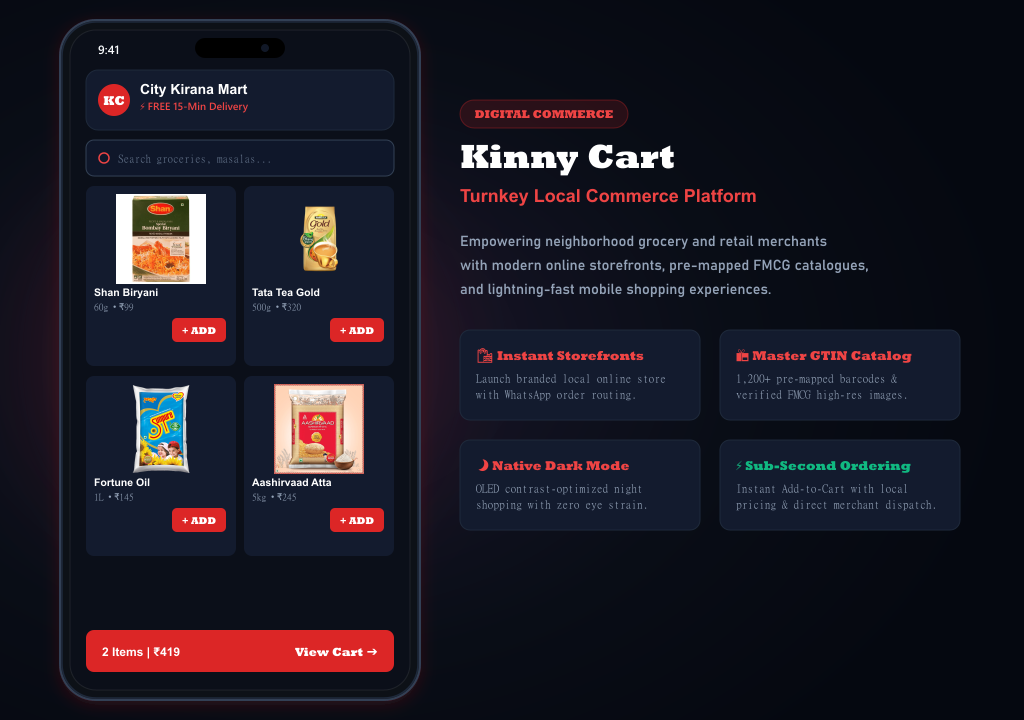 9:41
KC
City Kirana Mart
⚡ FREE 15-Min Delivery
Search groceries, masalas...
Shan
Bombay Biryani
Shan Biryani
60g • ₹99
+ ADD
Gold
Tata Tea Gold
500g • ₹320
+ ADD
Fortune Oil
1L • ₹145
+ ADD
AASHIRVAAD
Aashirvaad Atta
5kg • ₹245
+ ADD
2 Items | ₹419
View Cart →
DIGITAL COMMERCE
Kinny Cart
Turnkey Local Commerce Platform
Empowering neighborhood grocery and retail merchants
with modern online storefronts, pre-mapped FMCG catalogues,
and lightning-fast mobile shopping experiences.
🛍 Instant Storefronts
Launch branded local online store
with WhatsApp order routing.
Master GTIN Catalog
1,200+ pre-mapped barcodes &
verified FMCG high-res images.
🌙 Native Dark Mode
OLED contrast-optimized night
shopping with zero eye strain.
⚡ Sub-Second Ordering
Instant Add-to-Cart with local
pricing & direct merchant dispatch.